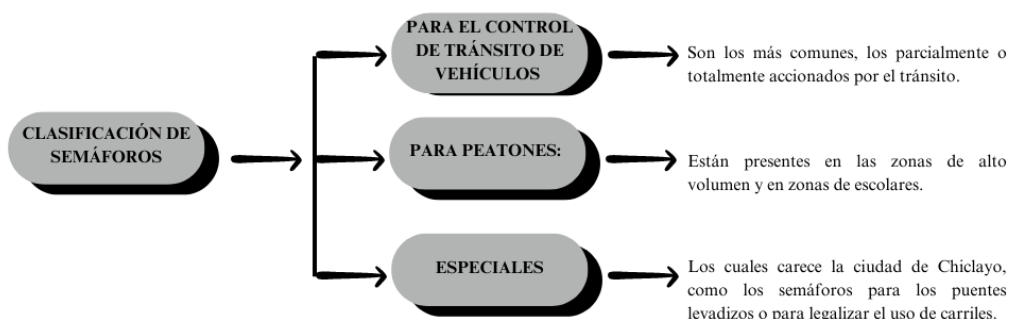 CLASIFICACIÓN DE
SEMÁFOROS
PARA EL CONTROL
DE TRÁNSITO DE
VEHÍCULOS
Son los más comunes, los parcialmente o
totalmente accionados por el tránsito.
PARA PEATONES:
Están presentes en las zonas de alto
volumen y en zonas de escolares.
ESPECIALES
Los cuales carece la ciudad de Chiclayo,
como los semáforos para los puentes
levadizos o para legalizar el uso de carriles.